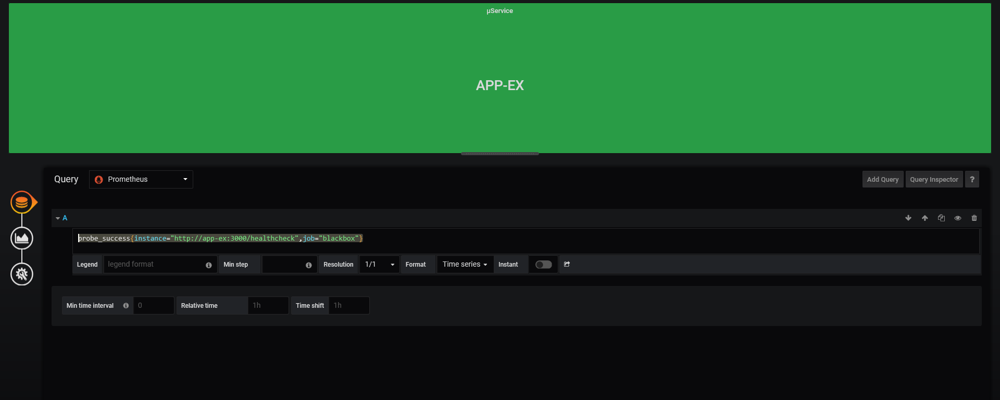 µService
APP-EX
Query Prometheus Add Query Query Inspector ?
A
probe_success{instance="http://app-ex:3000/healthcheck",job="blackbox"}
Legend legend format Min step Resolution 1/1 Format Time series Instant
Min time interval 0 Relative time 1h Time shift 1h